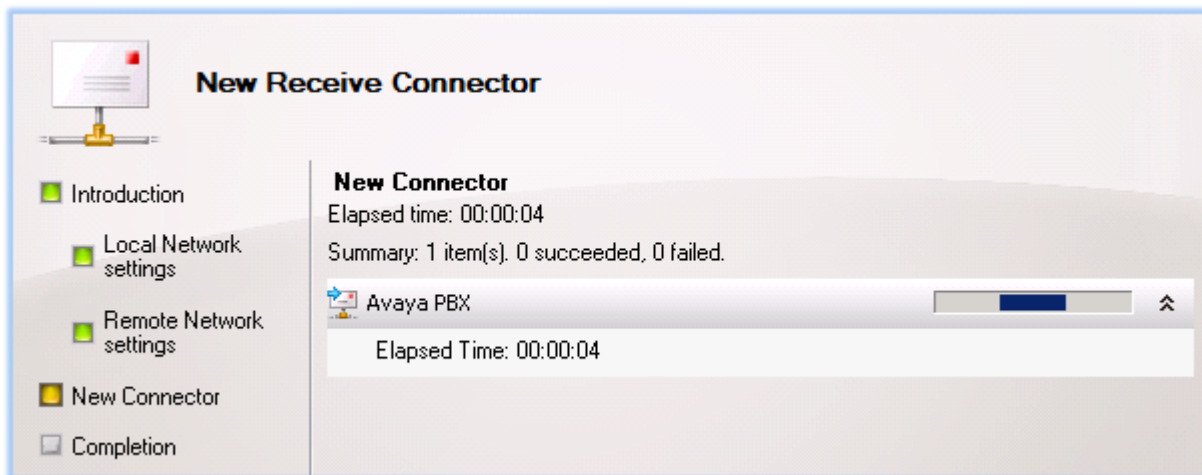 New Receive Connector
Introduction
Local Network
settings
Remote Network
settings
New Connector
Completion
New Connector
Elapsed time: 00:00:04
Summary: 1 item(s). 0 succeeded, 0 failed.
Avaya PBX
Elapsed Time: 00:00:04